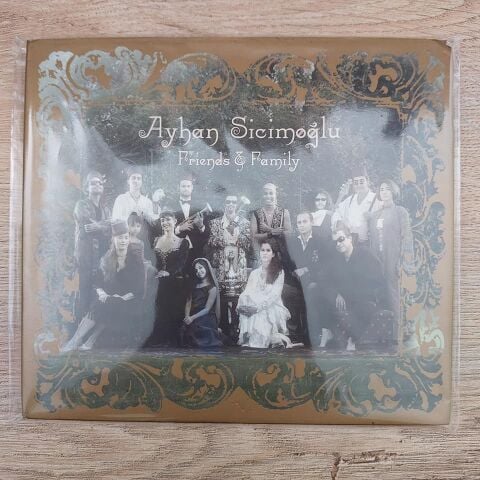 Ayhan Sicimoğlu
Friends & Family